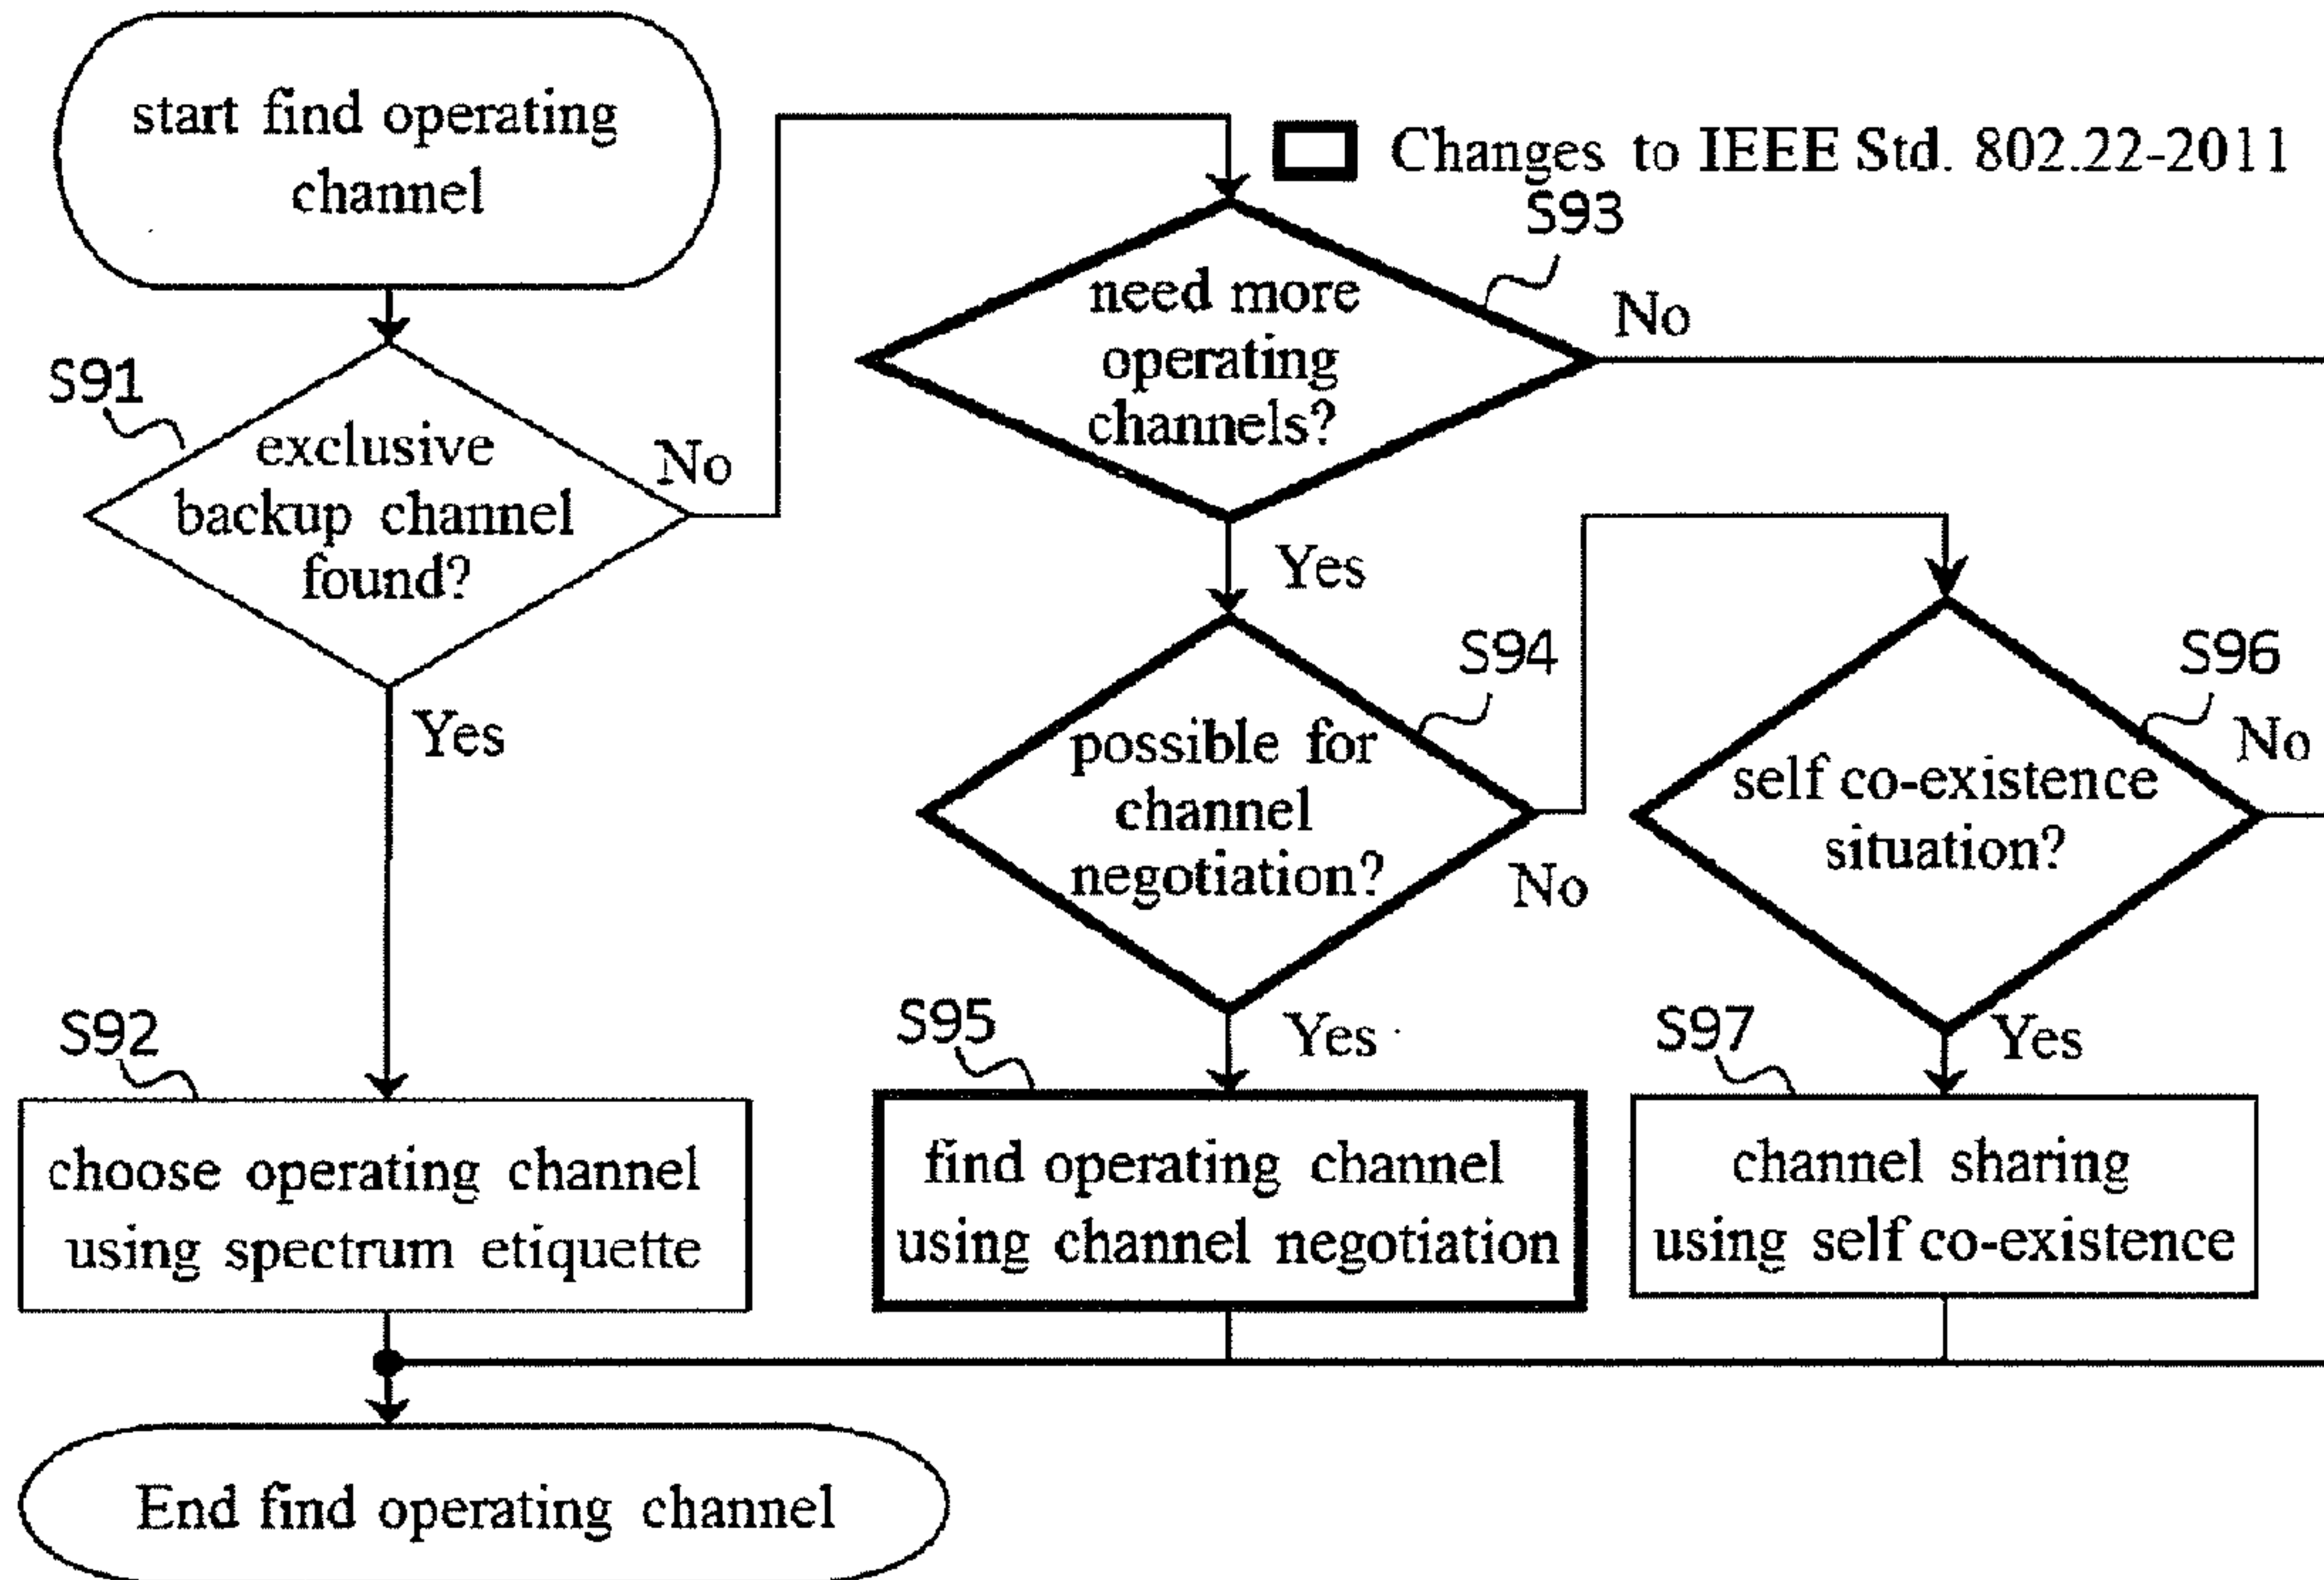 start find operating
channel
Changes to IEEE Std. 802.22-2011
S91
exclusive
backup channel
found?
No
Yes
S93
need more
operating
channels?
No
Yes
S94
possible for
channel
negotiation?
No
Yes
S96
self co-existence
situation?
No
Yes
S92
choose operating channel
using spectrum etiquette
S95
find operating channel
using channel negotiation
S97
channel sharing
using self co-existence
End find operating channel